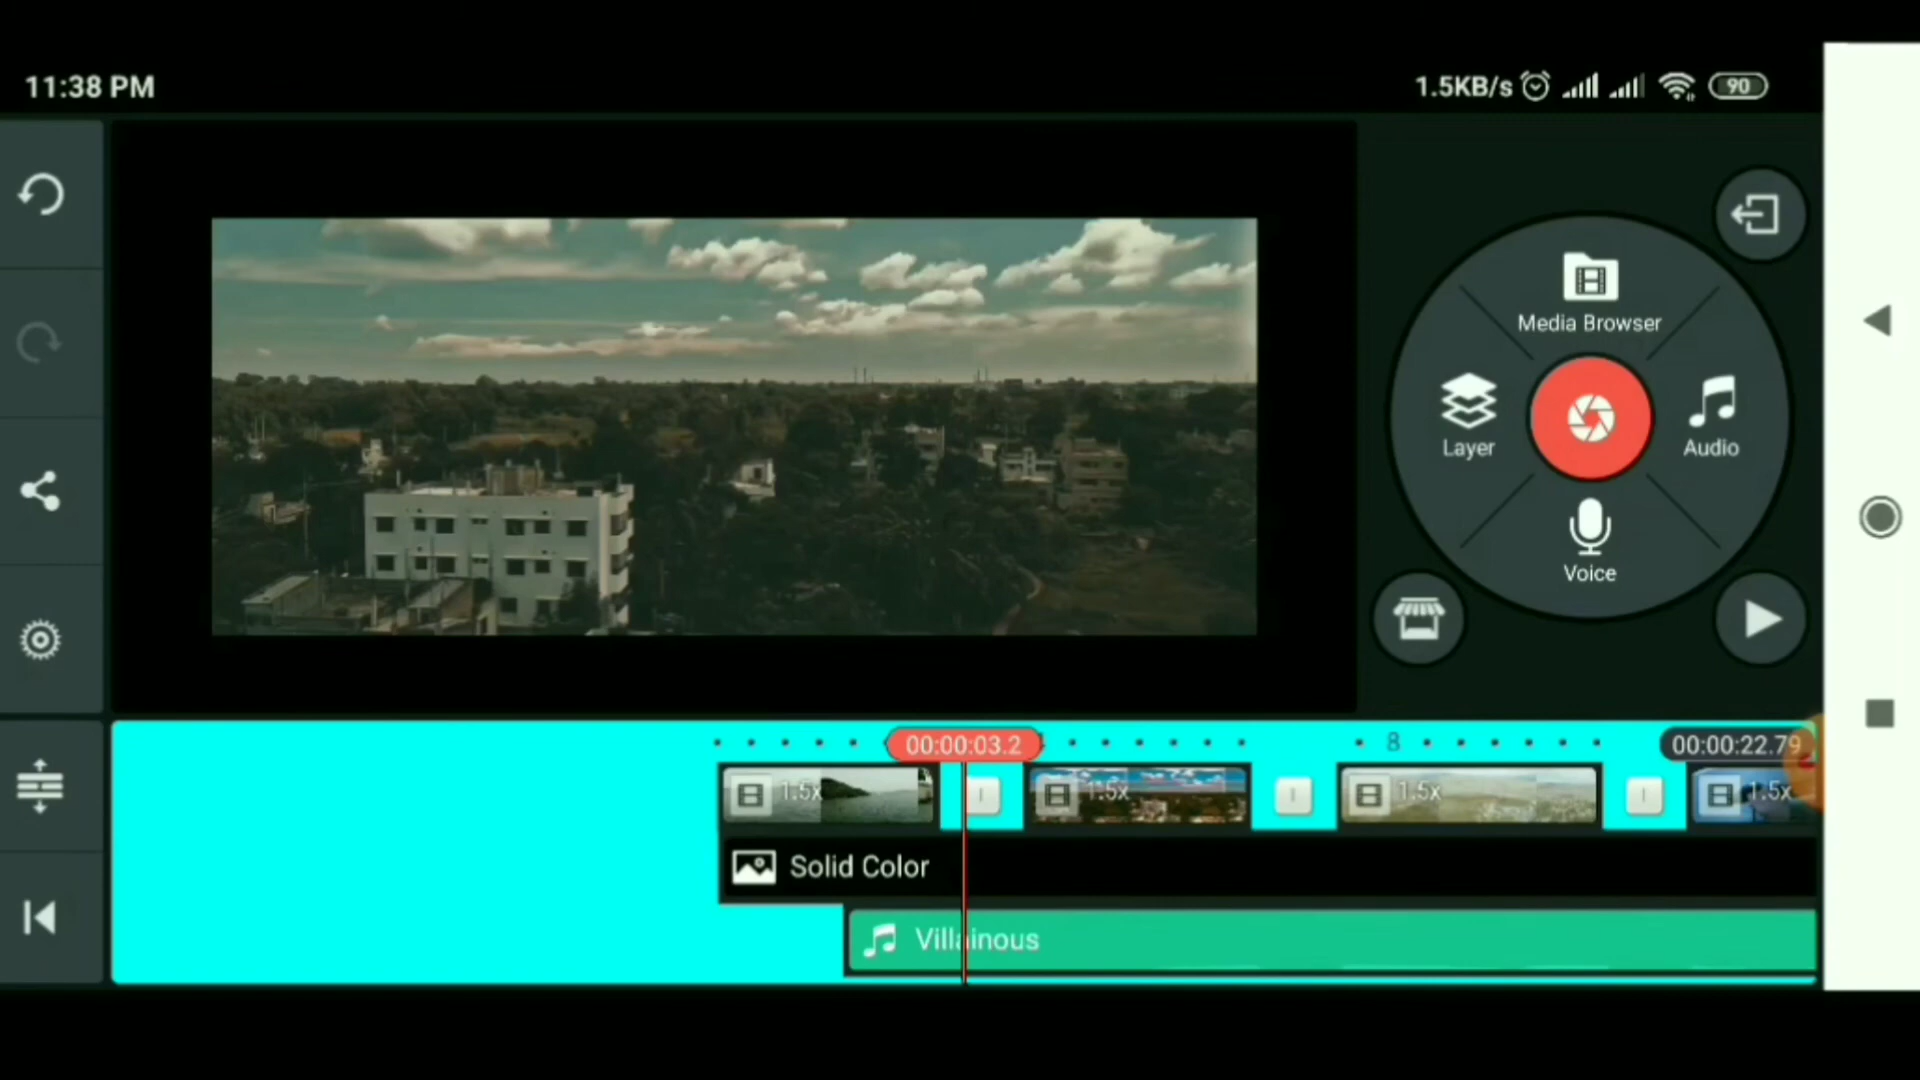 11:38 PM
1.5KB/s
90
Media Browser
Layer
Audio
Voice
00:00:03.2
8
00:00:22.79
1.5x
1.5x
1.5x
1.5x
Solid Color
Villainous